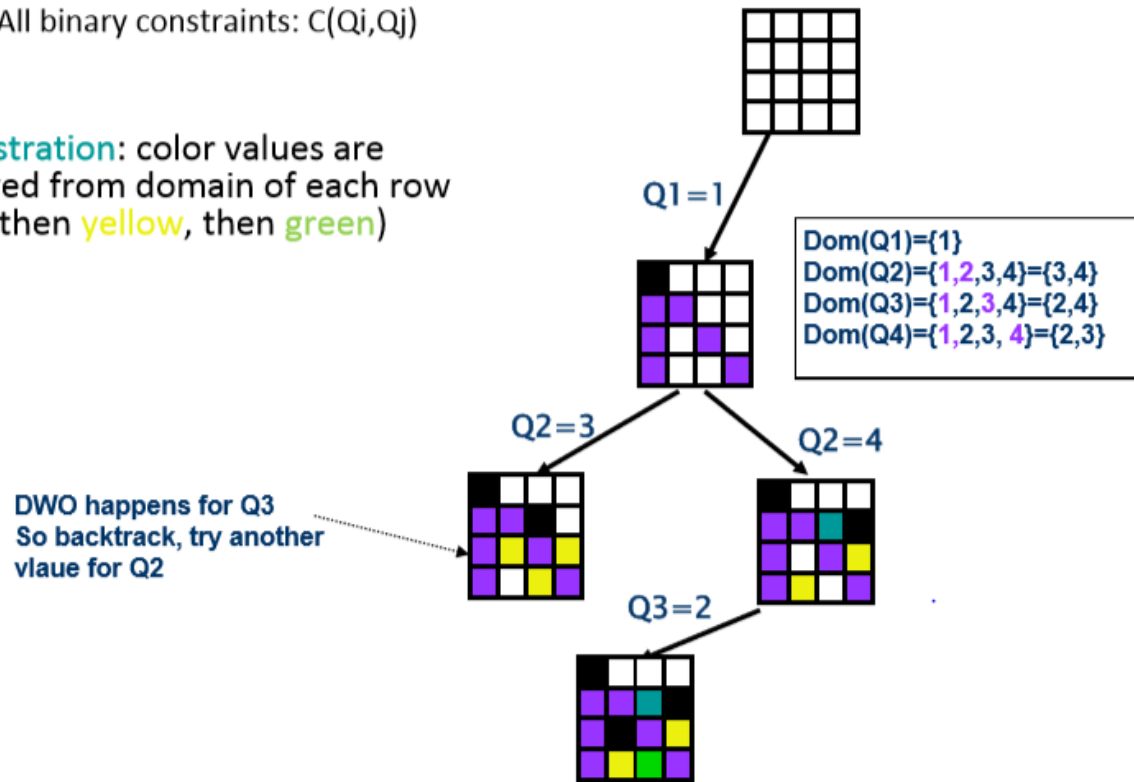 All binary constraints: C(Qi,Qj)
stration: color values are
ed from domain of each row
then yellow, then green)
Q1=1
Dom(Q1)={1}
Dom(Q2)={1,2,3,4}={3,4}
Dom(Q3)={1,2,3,4}={2,4}
Dom(Q4)={1,2,3, 4}={2,3}
Q2=3
Q2=4
DWO happens for Q3
So backtrack, try another
vlaue for Q2
Q3=2